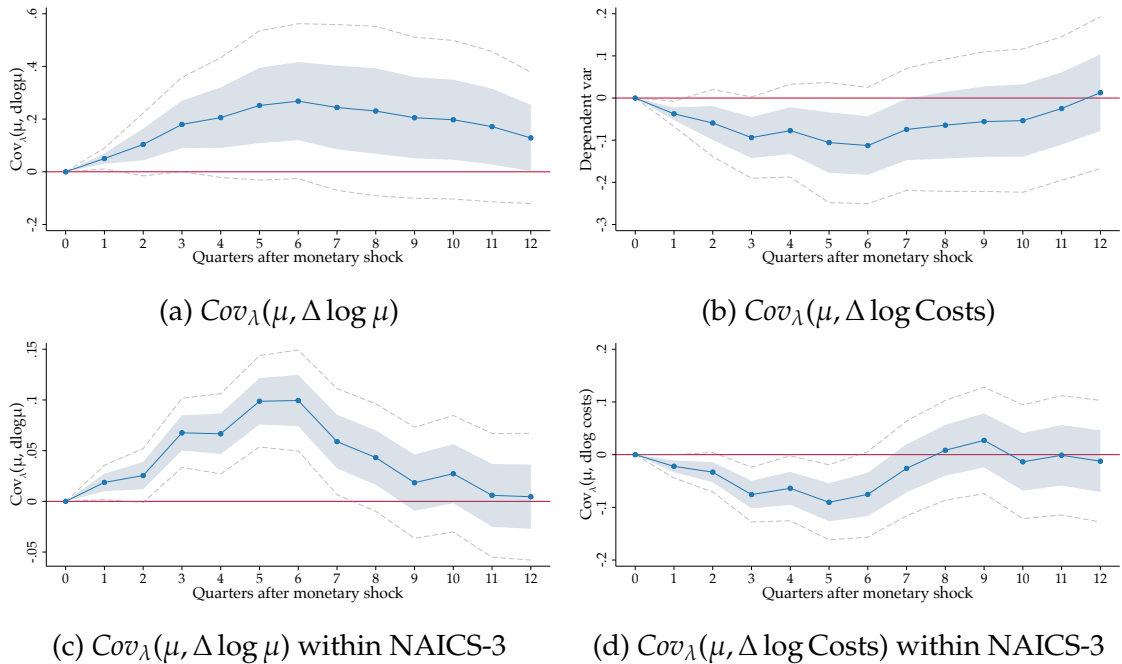 Cov_λ(μ, dlogμ)
.6
.4
.2
0
-.2
0 1 2 3 4 5 6 7 8 9 10 11 12
Quarters after monetary shock
(a) Cov_λ(μ, Δ log μ)
Dependent var
.2
.1
0
-.1
-.2
-.3
0 1 2 3 4 5 6 7 8 9 10 11 12
Quarters after monetary shock
(b) Cov_λ(μ, Δ log Costs)
Cov_λ(μ, dlogμ)
.15
.1
.05
0
-.05
0 1 2 3 4 5 6 7 8 9 10 11 12
Quarters after monetary shock
(c) Cov_λ(μ, Δ log μ) within NAICS-3
Cov_λ(μ, dlog costs)
.2
.1
0
-.1
-.2
0 1 2 3 4 5 6 7 8 9 10 11 12
Quarters after monetary shock
(d) Cov_λ(μ, Δ log Costs) within NAICS-3